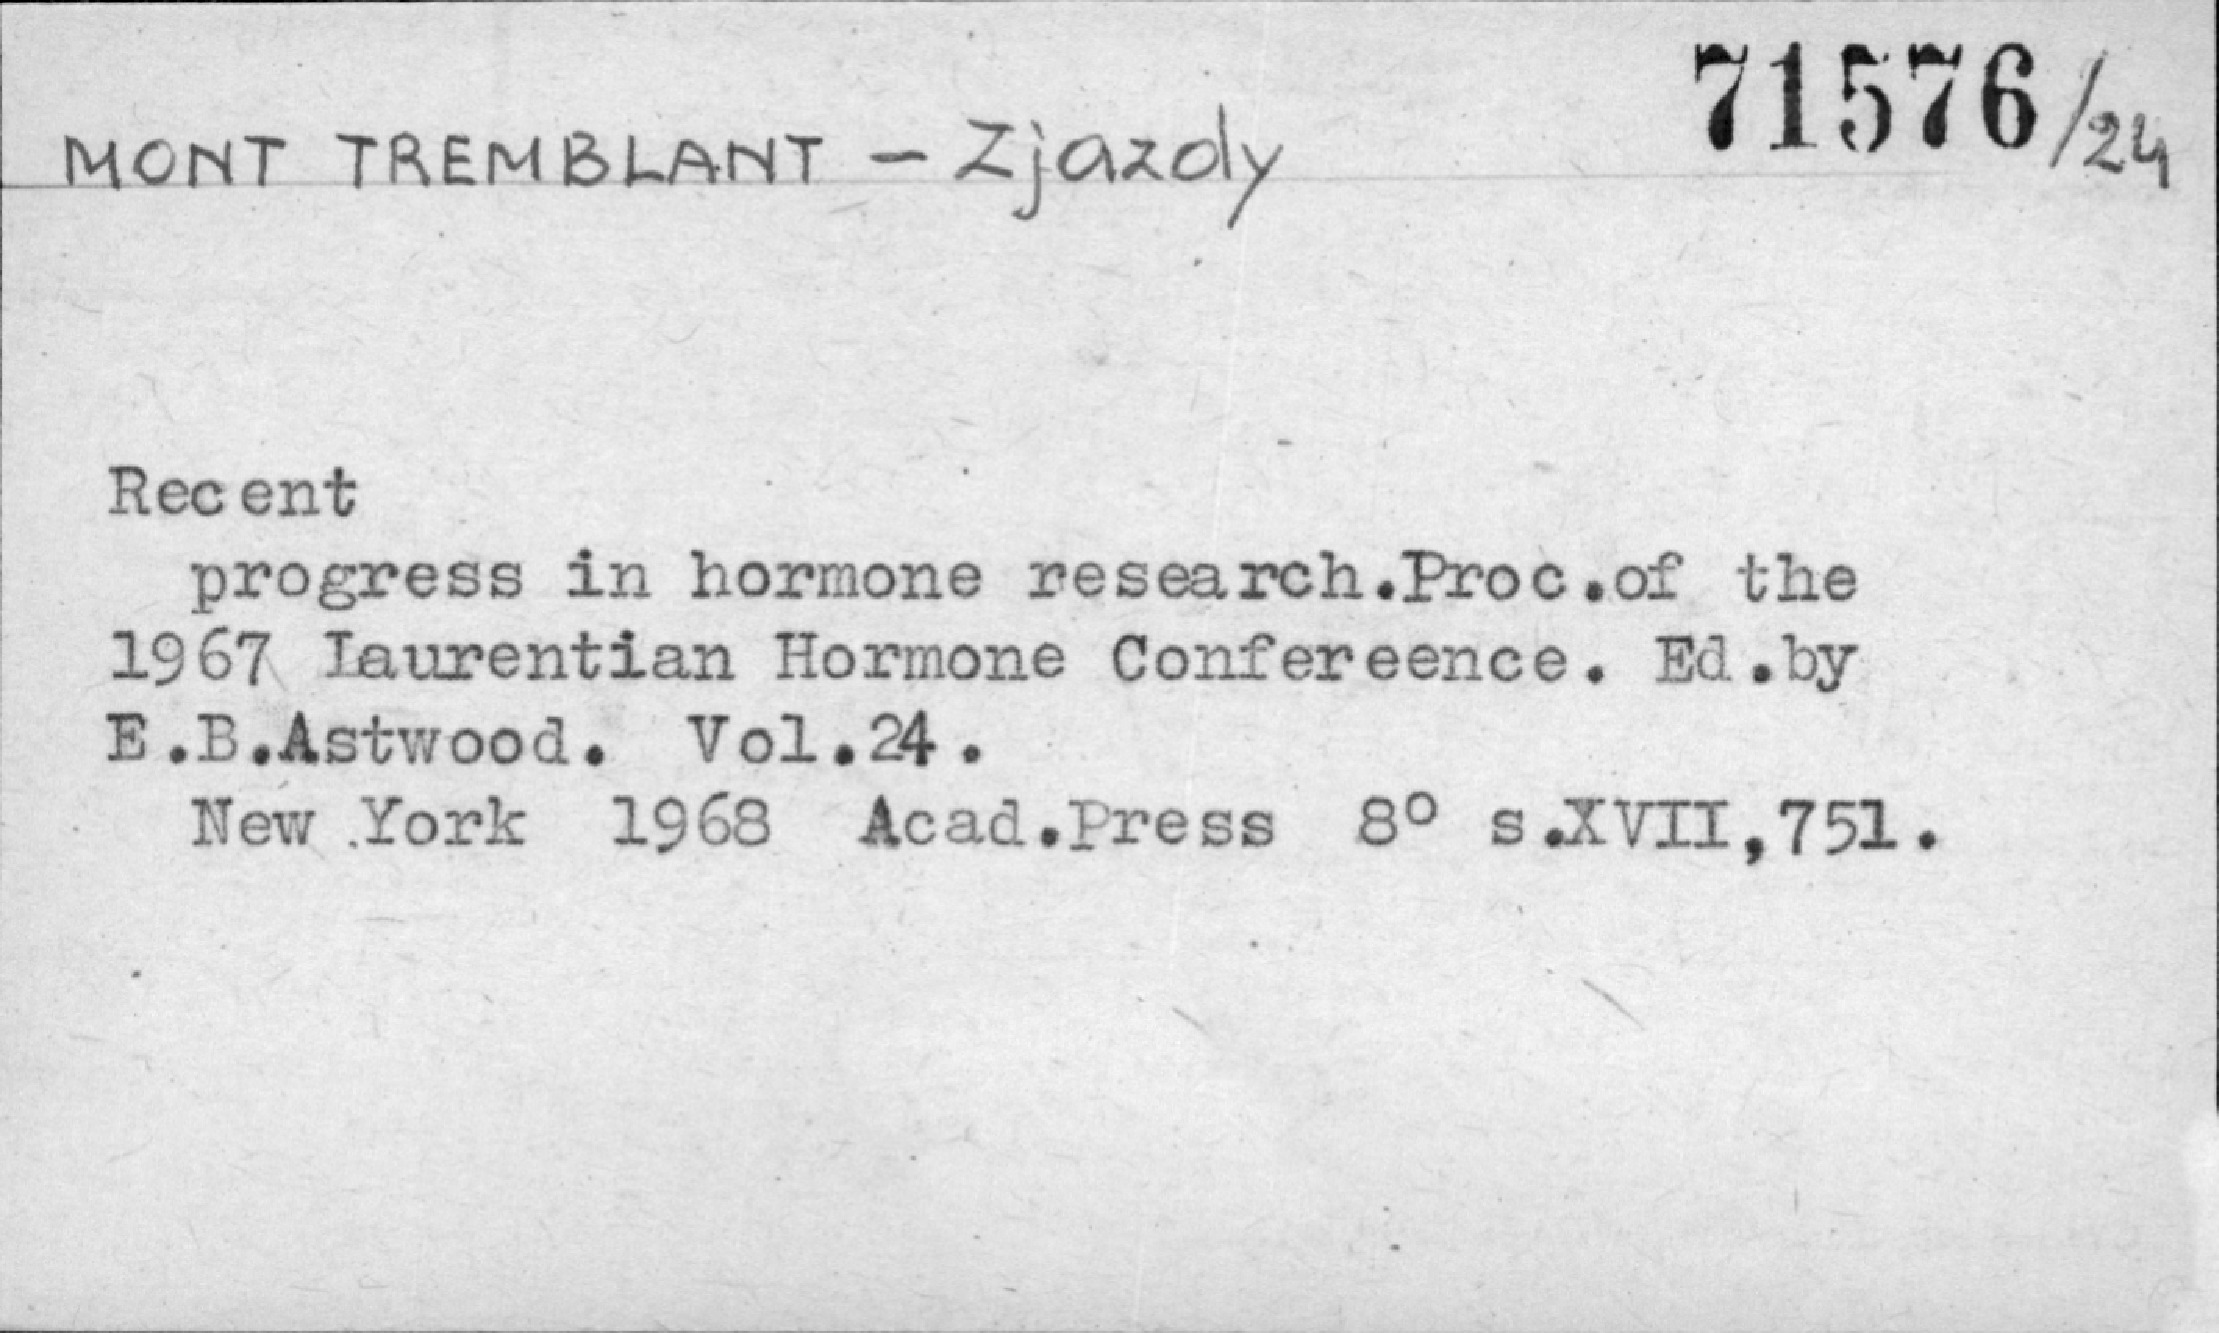 71576/24
MONT TREMBLANT - Zjazdy
Recent
progress in hormone research.Proc.of the
1967 Laurentian Hormone Confereence. Ed.by
E.B.Astwood. Vol.24.
New York 1968 Acad.Press 8° s.XVII,751.